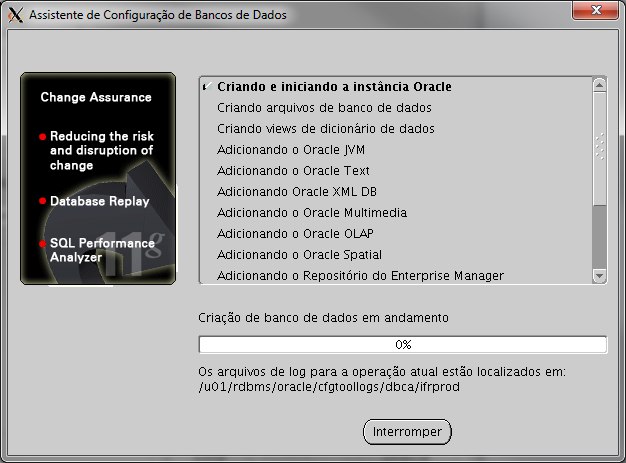 Assistente de Configuração de Bancos de Dados
Change Assurance
Reducing the risk
and disruption of
change
Database Replay
SQL Performance
Analyzer
11g
Criando e iniciando a instância Oracle
Criando arquivos de banco de dados
Criando views de dicionário de dados
Adicionando o Oracle JVM
Adicionando o Oracle Text
Adicionando Oracle XML DB
Adicionando o Oracle Multimedia
Adicionando o Oracle OLAP
Adicionando o Oracle Spatial
Adicionando o Repositório do Enterprise Manager
Criação de banco de dados em andamento
0%
Os arquivos de log para a operação atual estão localizados em:
/u01/rdbms/oracle/cfgtoollogs/dbca/ifrprod
Interromper